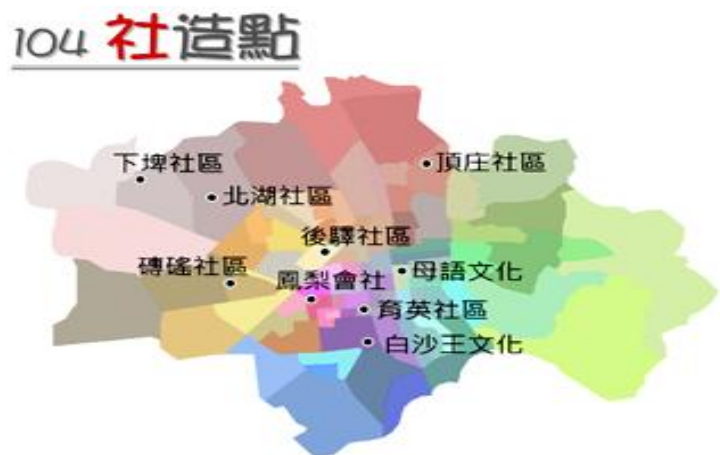 104 社造點
下埤社區
頂庄社區
北湖社區
後驛社區
磚瑤社區
鳳梨會社
母語文化
育英社區
白沙王文化